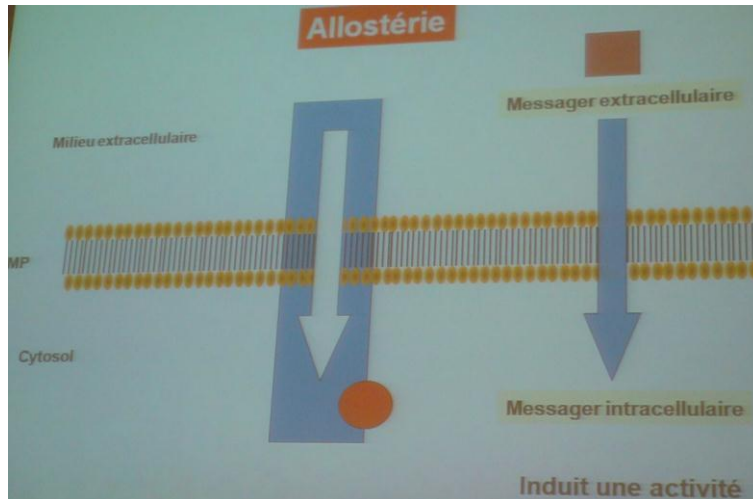 Allostérie
Messager extracellulaire
Milieu extracellulaire
MP
Cytosol
Messager intracellulaire
Induit une activité